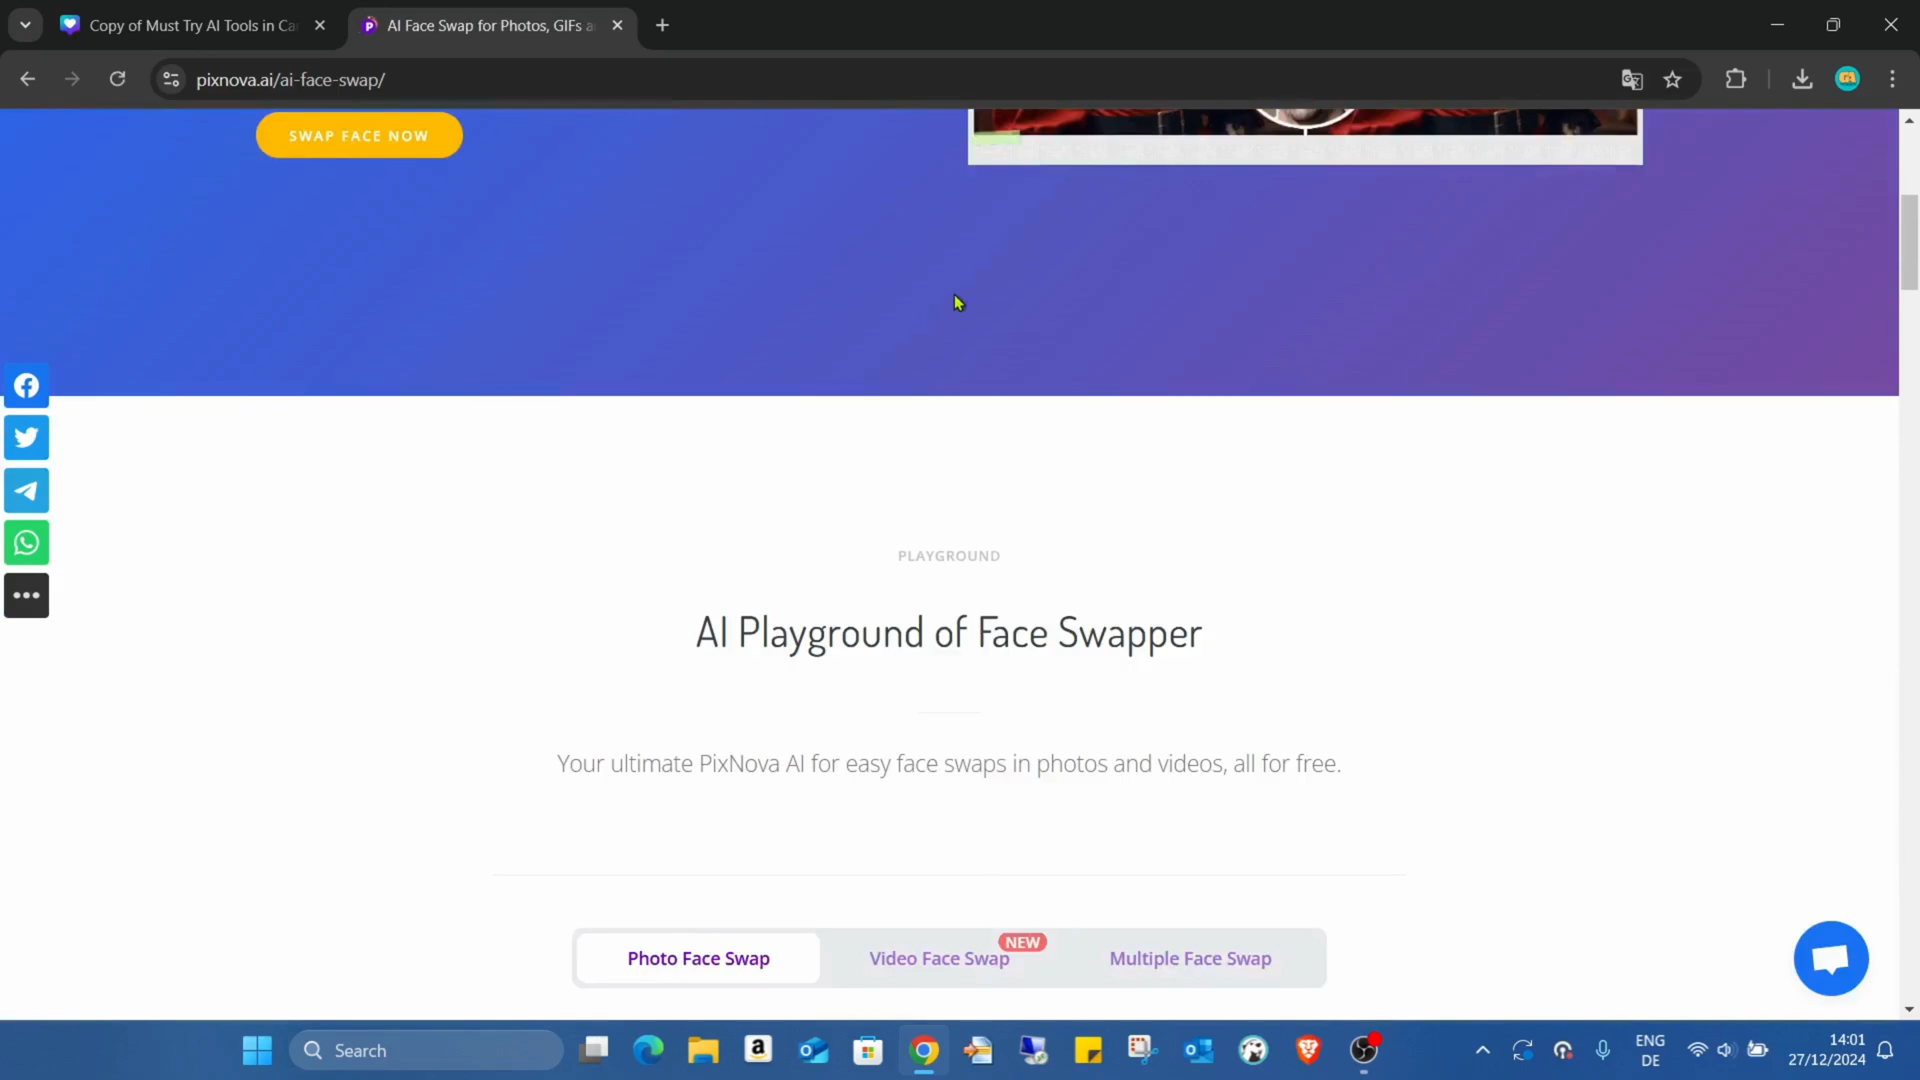 Copy of Must Try AI Tools in Ca
AI Face Swap for Photos, GIFs a
pixnova.ai/ai-face-swap/
SWAP FACE NOW
PLAYGROUND
AI Playground of Face Swapper
Your ultimate PixNova AI for easy face swaps in photos and videos, all for free.
Photo Face Swap
Video Face Swap
NEW
Multiple Face Swap
Search
ENG
DE
14:01
27/12/2024